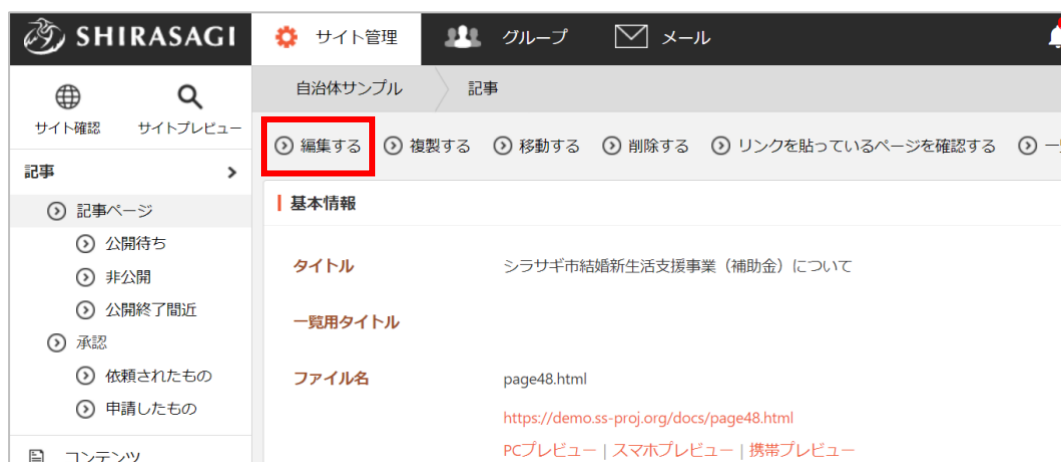 SHIRASAGI
サイト管理
グループ
メール
サイト確認
サイトプレビュー
自治体サンプル
記事
編集する
複製する
移動する
削除する
リンクを貼っているページを確認する
記事
記事ページ
公開待ち
非公開
公開終了間近
承認
依頼されたもの
申請したもの
コンテンツ
基本情報
タイトル
シラサギ市結婚新生活支援事業（補助金）について
一覧用タイトル
ファイル名
page48.html
https://demo.ss-proj.org/docs/page48.html
PCプレビュー | スマホプレビュー | 携帯プレビュー